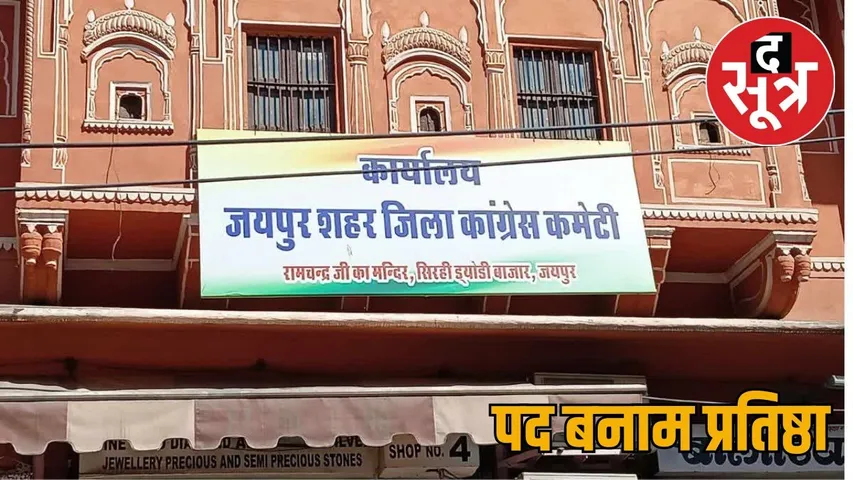 द
सूत्र
कार्यालय
जयपुर शहर जिला कांग्रेस कमेटी
रामचन्द्र जी का मन्दिर, सिरही ड्योडी बाजार, जयपुर
पद बनाम प्रतिष्ठा
JEWELLERY PRECIOUS AND SEMI PRECIOUS STONES
SHOP NO. 4